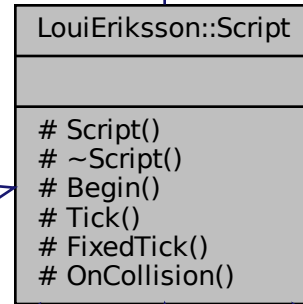 LouiEriksson::Script
# Script()
# ~Script()
# Begin()
# Tick()
# FixedTick()
# OnCollision()